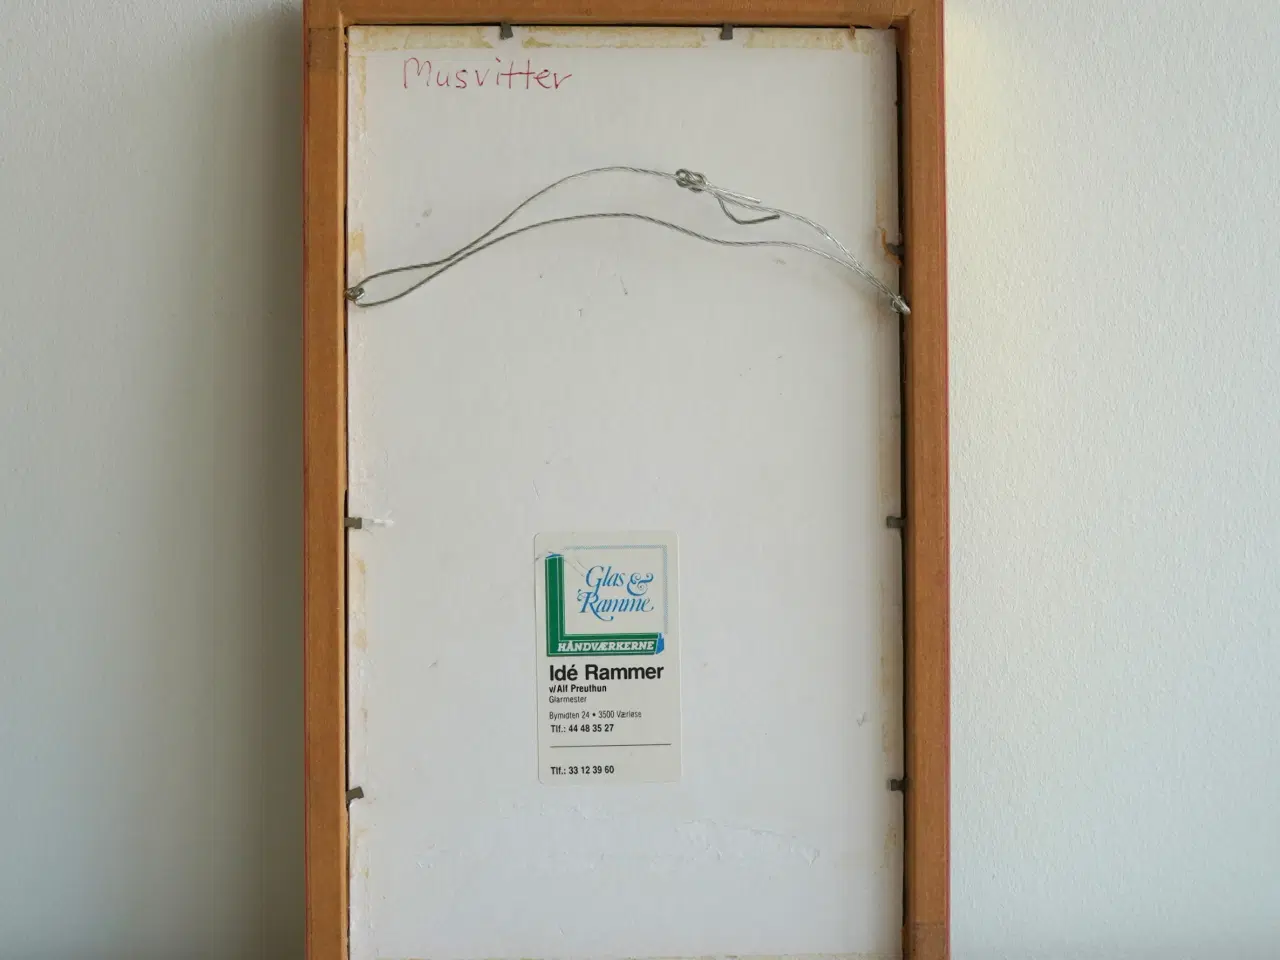 Musvitter
Glas &
Ramme
HÅNDVÆRKERNE
Idé Rammer
v/Alf Preuthun
Glarmester
Bymidten 24 • 3500 Værløse
Tlf.: 44 48 35 27
Tlf.: 33 12 39 60